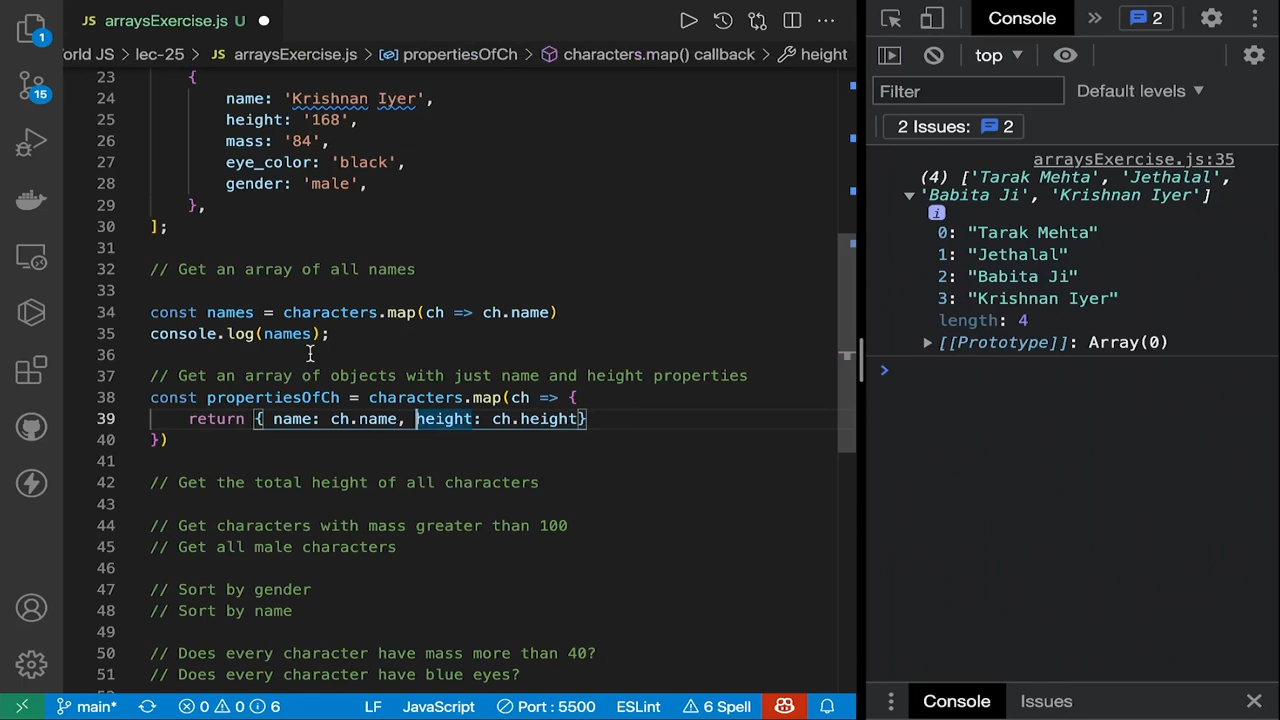 JS arraysExercise.js U
Console
2
orld JS > lec-25 > JS arraysExercise.js > propertiesOfCh > characters.map() callback > height
top
Filter
Default levels
2 Issues: 2
1
15
23 {
24 name: 'Krishnan Iyer',
25 height: '168',
26 mass: '84',
27 eye_color: 'black',
28 gender: 'male',
29 },
30 ];
31
32 // Get an array of all names
33
34 const names = characters.map(ch => ch.name)
35 console.log(names);
36
37 // Get an array of objects with just name and height properties
38 const propertiesOfCh = characters.map(ch => {
39 return { name: ch.name, height: ch.height}
40 })
41
42 // Get the total height of all characters
43
44 // Get characters with mass greater than 100
45 // Get all male characters
46
47 // Sort by gender
48 // Sort by name
49
50 // Does every character have mass more than 40?
51 // Does every character have blue eyes?
arraysExercise.js:35
(4) ['Tarak Mehta', 'Jethalal',
'Babita Ji', 'Krishnan Iyer']
i
0: "Tarak Mehta"
1: "Jethalal"
2: "Babita Ji"
3: "Krishnan Iyer"
length: 4
[[Prototype]]: Array(0)
>
main* 0 0 6 LF JavaScript Port : 5500 ESLint 6 Spell
Console Issues